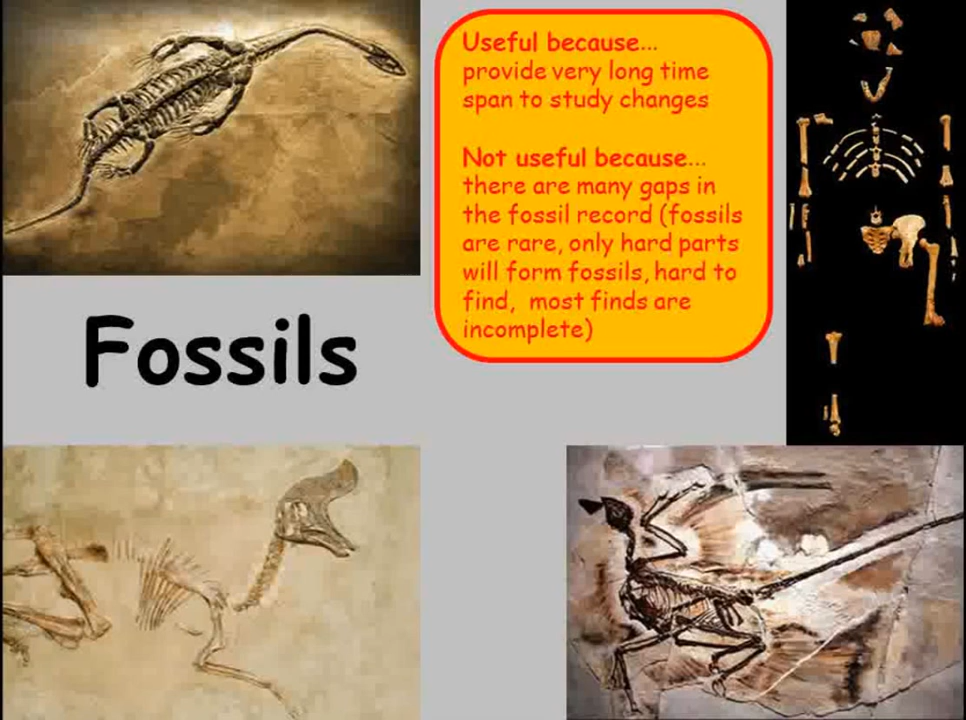 Useful because...
provide very long time
span to study changes
Not useful because...
there are many gaps in
the fossil record (fossils
are rare, only hard parts
will form fossils, hard to
find, most finds are
incomplete)
Fossils